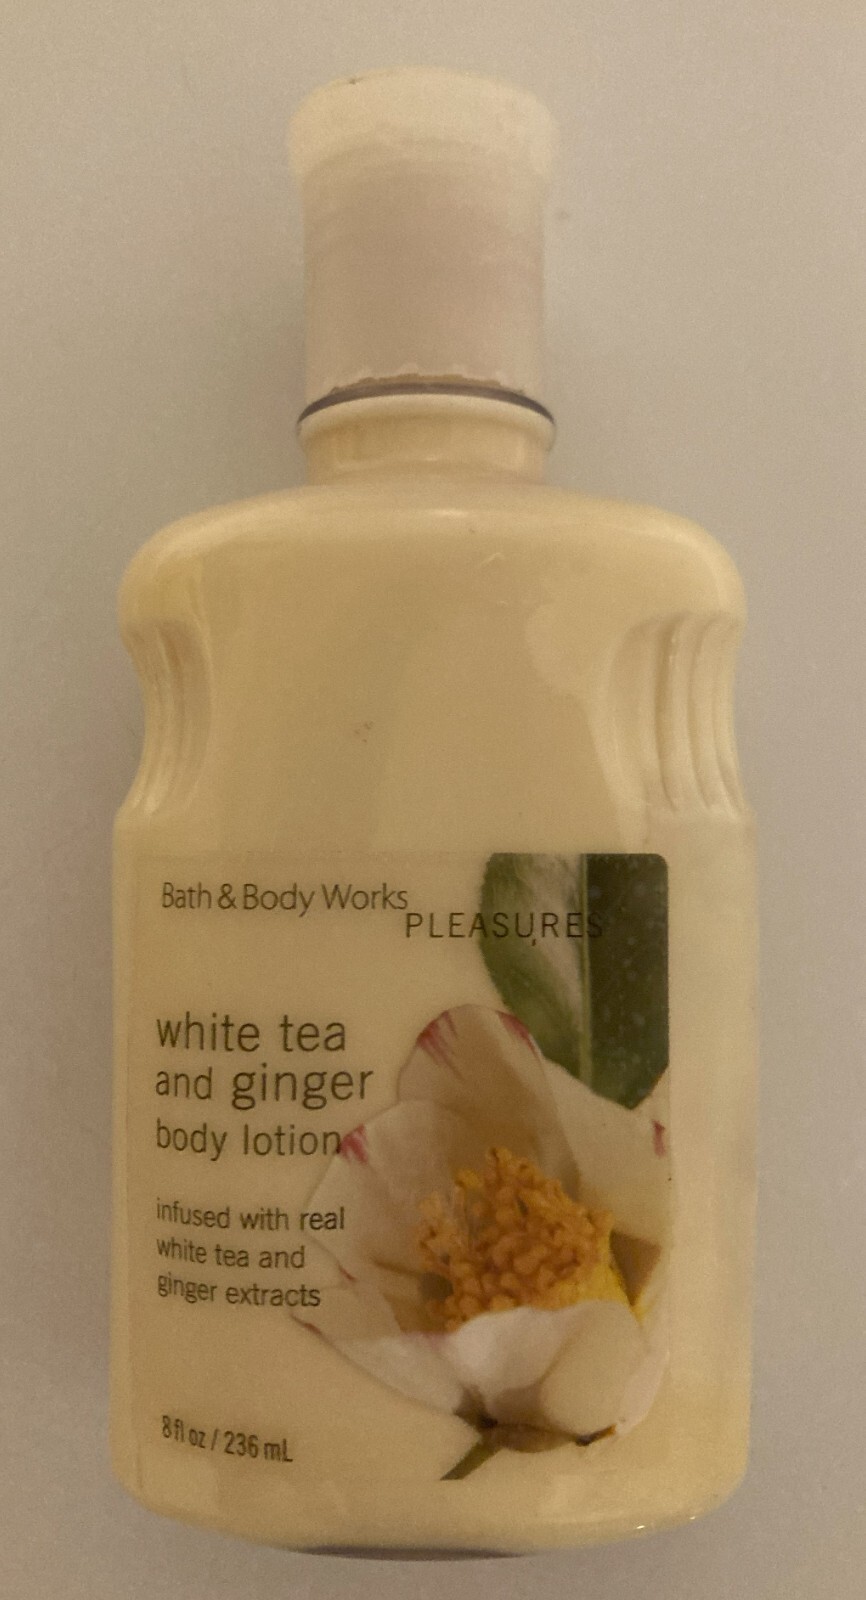 Bath & Body Works
PLEASURES
white tea
and ginger
body lotion
infused with real
white tea and
ginger extracts
8 fl oz / 236 mL